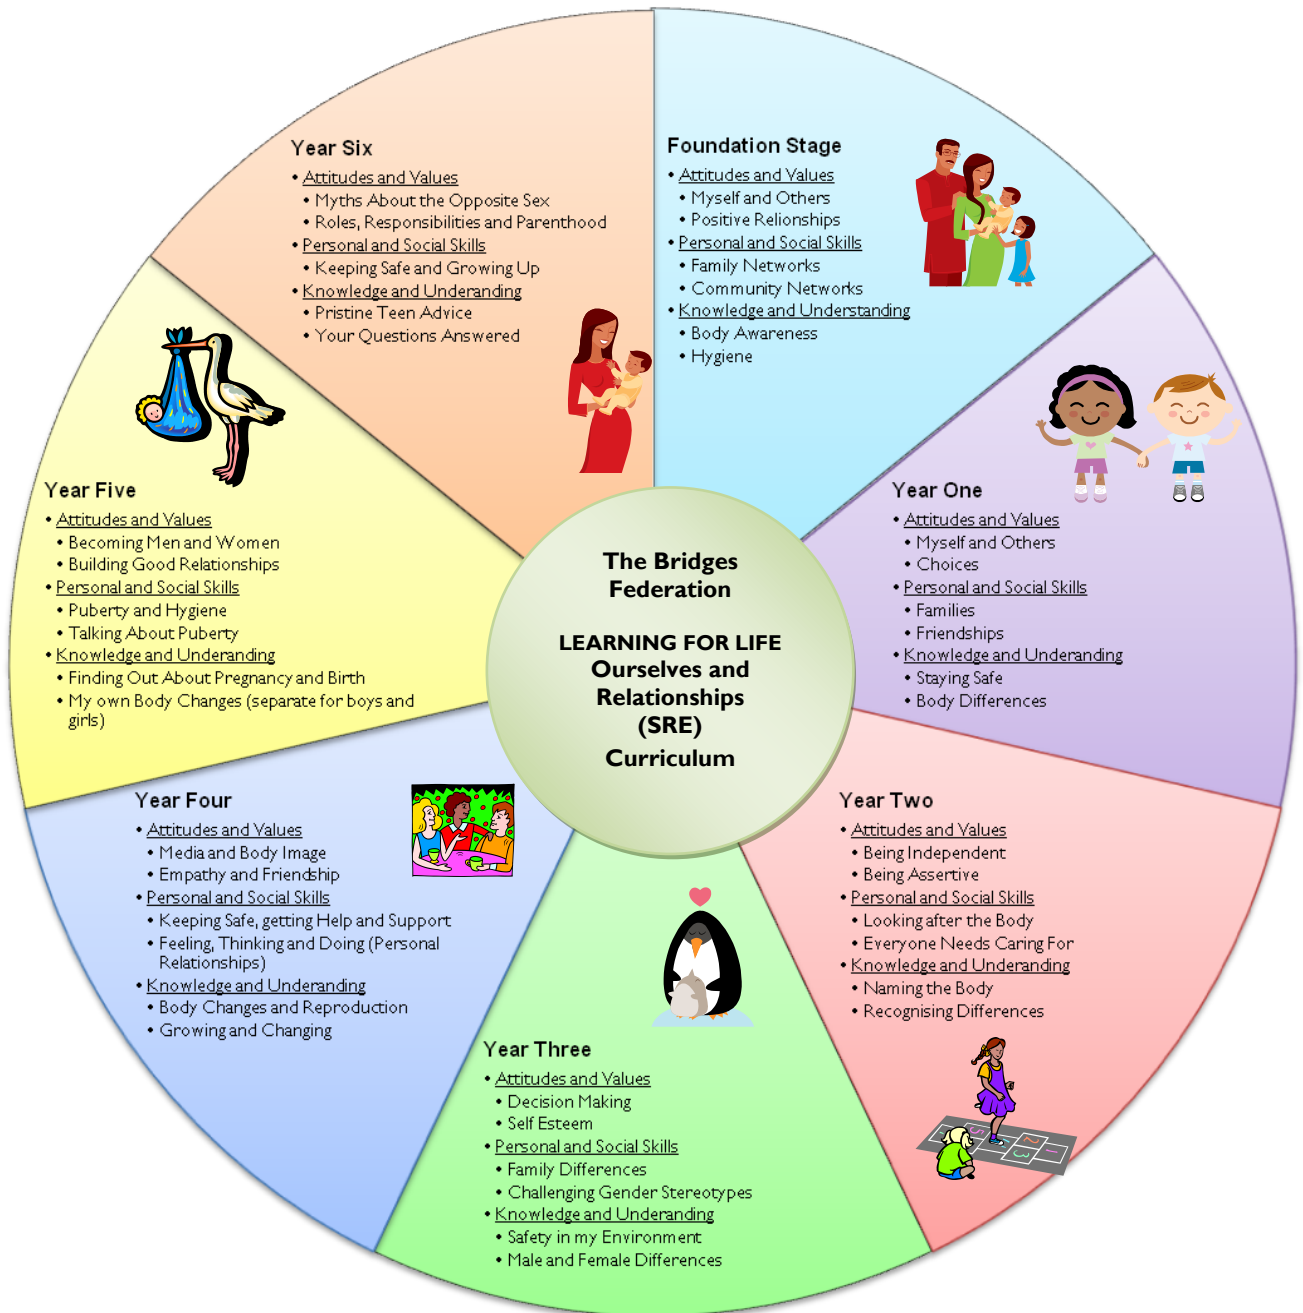 The Bridges
Federation
LEARNING FOR LIFE
Ourselves and
Relationships
(SRE)
Curriculum
Foundation Stage
• Attitudes and Values
• Myself and Others
• Positive Relionships
• Personal and Social Skills
• Family Networks
• Community Networks
• Knowledge and Understanding
• Body Awareness
• Hygiene
Year One
• Attitudes and Values
• Myself and Others
• Choices
• Personal and Social Skills
• Families
• Friendships
• Knowledge and Underanding
• Staying Safe
• Body Differences
Year Two
• Attitudes and Values
• Being Independent
• Being Assertive
• Personal and Social Skills
• Looking after the Body
• Everyone Needs Caring For
• Knowledge and Underanding
• Naming the Body
• Recognising Differences
1
2
3
5
Year Three
• Attitudes and Values
• Decision Making
• Self Esteem
• Personal and Social Skills
• Family Differences
• Challenging Gender Stereotypes
• Knowledge and Underanding
• Safety in my Environment
• Male and Female Differences
Year Four
• Attitudes and Values
• Media and Body Image
• Empathy and Friendship
• Personal and Social Skills
• Keeping Safe, getting Help and Support
• Feeling, Thinking and Doing (Personal
Relationships)
• Knowledge and Underanding
• Body Changes and Reproduction
• Growing and Changing
Year Five
• Attitudes and Values
• Becoming Men and Women
• Building Good Relationships
• Personal and Social Skills
• Puberty and Hygiene
• Talking About Puberty
• Knowledge and Underanding
• Finding Out About Pregnancy and Birth
• My own Body Changes (separate for boys and
girls)
Year Six
• Attitudes and Values
• Myths About the Opposite Sex
• Roles, Responsibilities and Parenthood
• Personal and Social Skills
• Keeping Safe and Growing Up
• Knowledge and Underanding
• Pristine Teen Advice
• Your Questions Answered